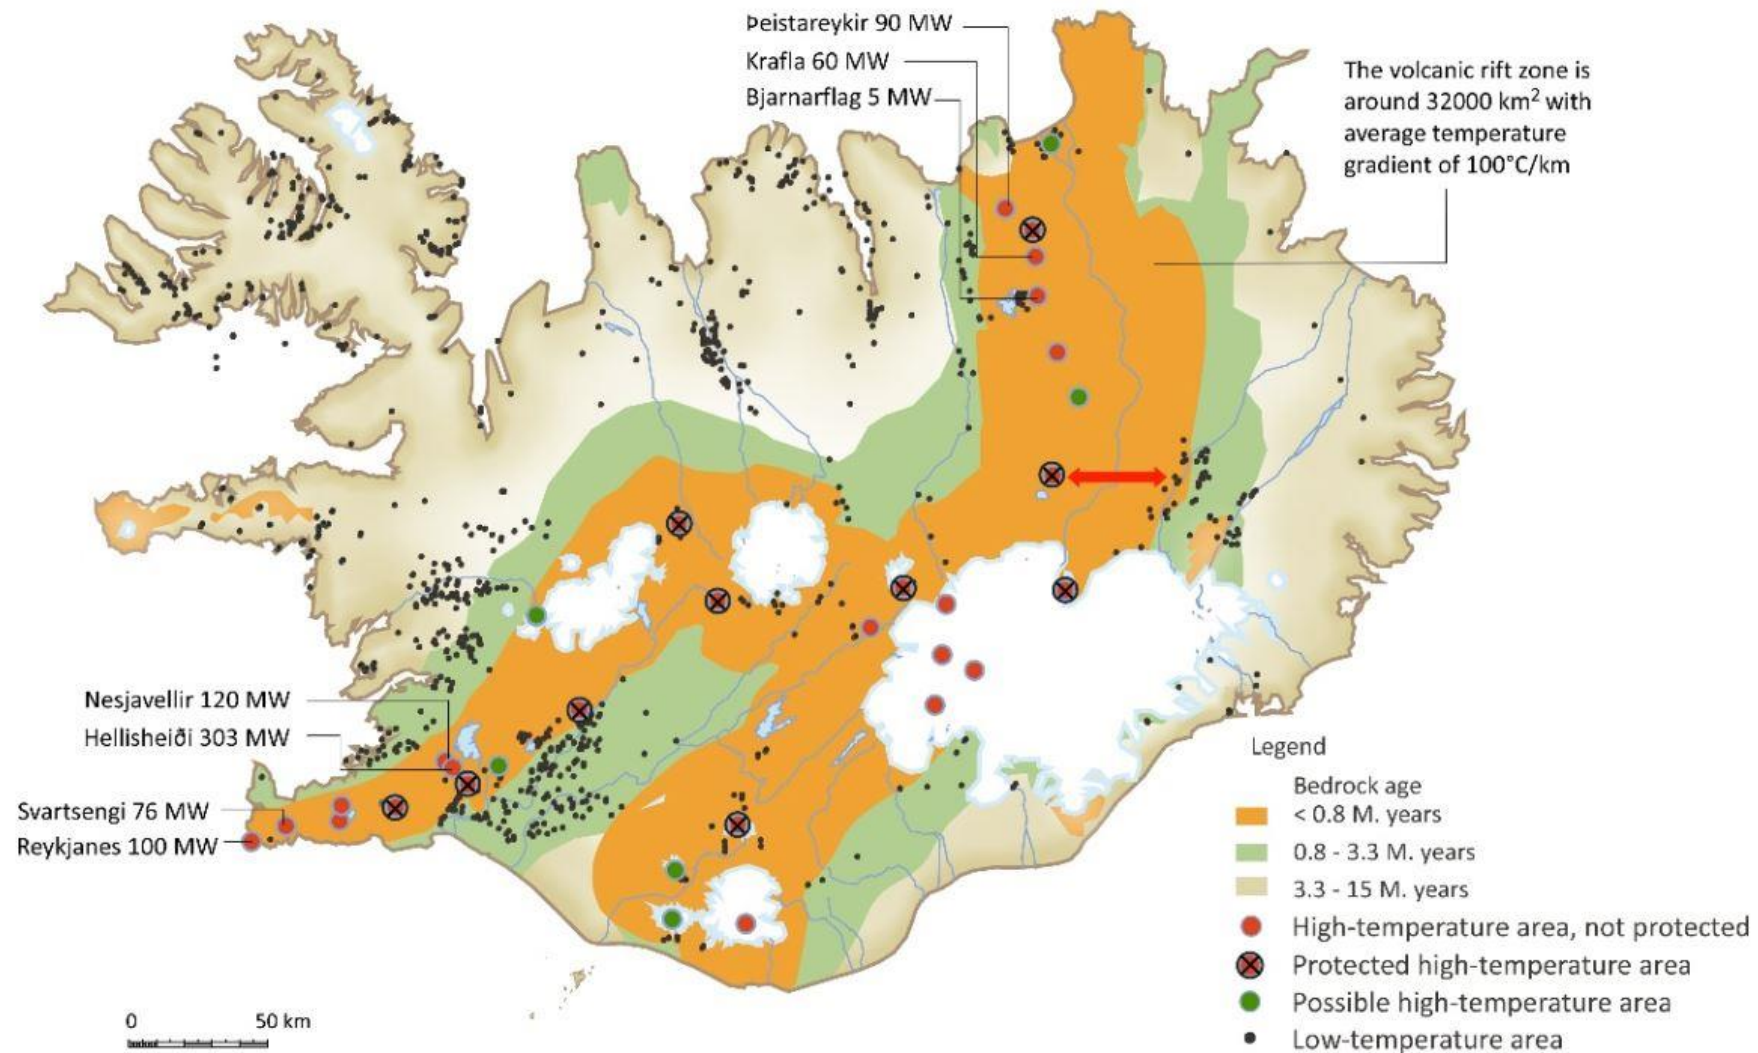 Þeistareykir 90 MW
Krafla 60 MW
Bjarnarflag 5 MW
The volcanic rift zone is
around 32000 km² with
average temperature
gradient of 100°C/km
Nesjavellir 120 MW
Hellisheiði 303 MW
Svartsengi 76 MW
Reykjanes 100 MW
Legend
Bedrock age
< 0.8 M. years
0.8 - 3.3 M. years
3.3 - 15 M. years
High-temperature area, not protected
Protected high-temperature area
Possible high-temperature area
Low-temperature area
0 50 km